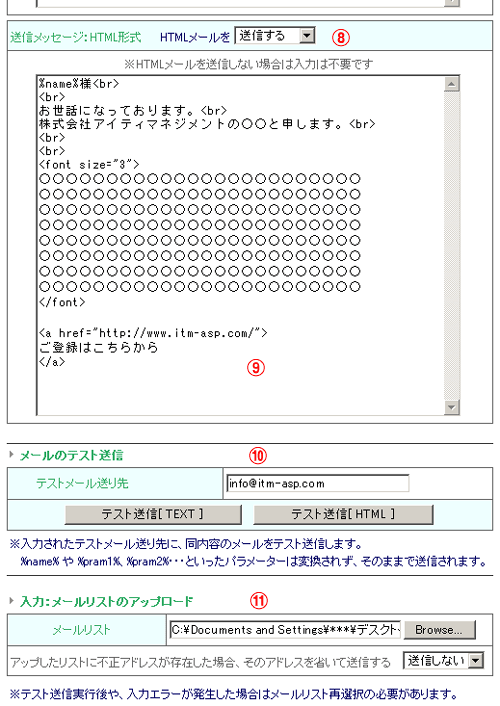 送信メッセージ：HTML形式 HTMLメールを 送信する ⑧
※HTMLメールを送信しない場合は入力は不要です
%name%様<br>
<br>
お世話になっております。<br>
株式会社アイティマネジメントの〇〇と申します。<br>
<br>
<br>
<font size="3">
〇〇〇〇〇〇〇〇〇〇〇〇〇〇〇〇〇〇〇〇〇〇〇〇
〇〇〇〇〇〇〇〇〇〇〇〇〇〇〇〇〇〇〇〇〇〇〇〇
〇〇〇〇〇〇〇〇〇〇〇〇〇〇〇〇〇〇〇〇〇〇〇〇
〇〇〇〇〇〇〇〇〇〇〇〇〇〇〇〇〇〇〇〇〇〇〇〇
〇〇〇〇〇〇〇〇〇〇〇〇〇〇〇〇〇〇〇〇〇〇〇〇
〇〇〇〇〇〇〇〇〇〇〇〇〇〇〇〇〇〇〇〇〇〇〇〇
〇〇〇〇〇〇〇〇〇〇〇〇〇〇〇〇〇〇〇〇〇〇〇〇
〇〇〇〇〇〇〇〇〇〇〇〇〇〇〇〇〇〇〇〇〇〇〇〇
</font>
<a href="http://www.itm-asp.com/">
ご登録はこちらから
</a> ⑨
メールのテスト送信 ⑩
テストメール送り先 info@itm-asp.com
テスト送信[ TEXT ] テスト送信[ HTML ]
※入力されたテストメール送り先に、同内容のメールをテスト送信します。
%name% や %pram1%、%pram2%･･･といったパラメーターは変換されず、そのままで送信されます。
入力：メールリストのアップロード ⑪
メールリスト C:¥Documents and Settings¥***¥デスクト Browse...
アップしたリストに不正アドレスが存在した場合、そのアドレスを省いて送信する 送信しない
※テスト送信実行後や、入力エラーが発生した場合はメールリスト再選択の必要があります。